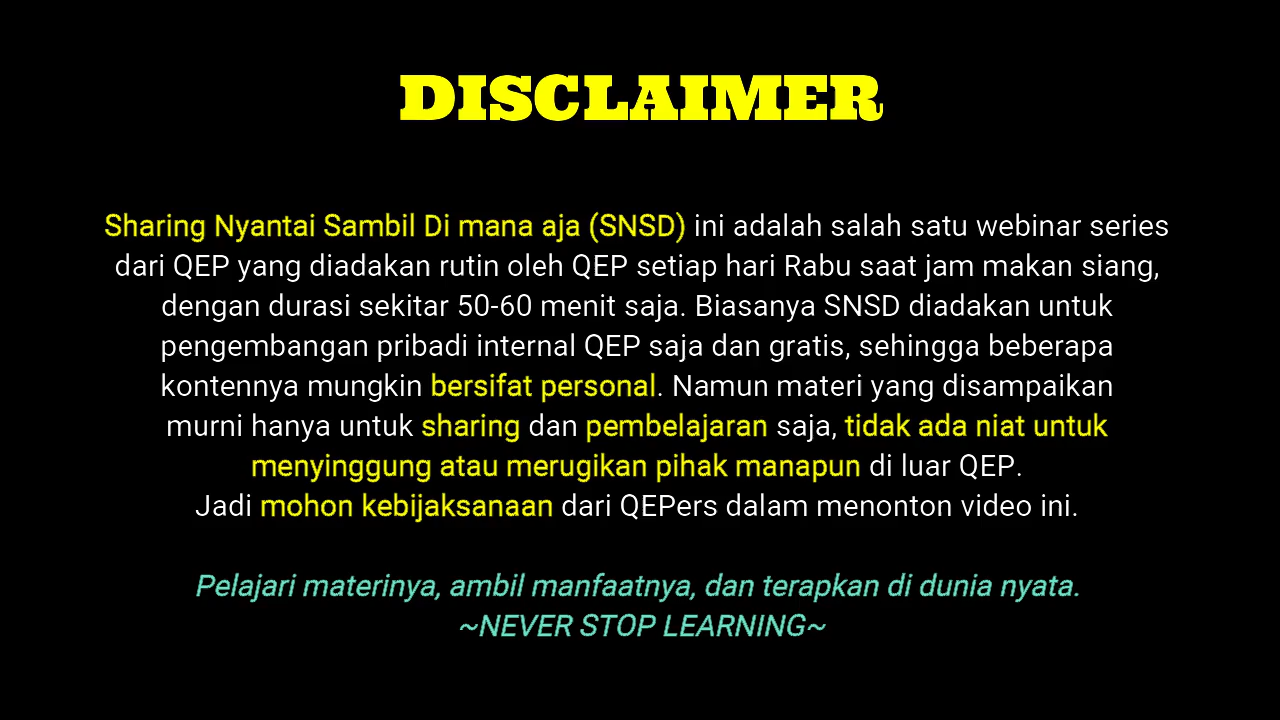 DISCLAIMER
Sharing Nyantai Sambil Di mana aja (SNSD) ini adalah salah satu webinar series
dari QEP yang diadakan rutin oleh QEP setiap hari Rabu saat jam makan siang,
dengan durasi sekitar 50-60 menit saja. Biasanya SNSD diadakan untuk
pengembangan pribadi internal QEP saja dan gratis, sehingga beberapa
kontennya mungkin bersifat personal. Namun materi yang disampaikan
murni hanya untuk sharing dan pembelajaran saja, tidak ada niat untuk
menyinggung atau merugikan pihak manapun di luar QEP.
Jadi mohon kebijaksanaan dari QEPers dalam menonton video ini.
Pelajari materinya, ambil manfaatnya, dan terapkan di dunia nyata.
~NEVER STOP LEARNING~